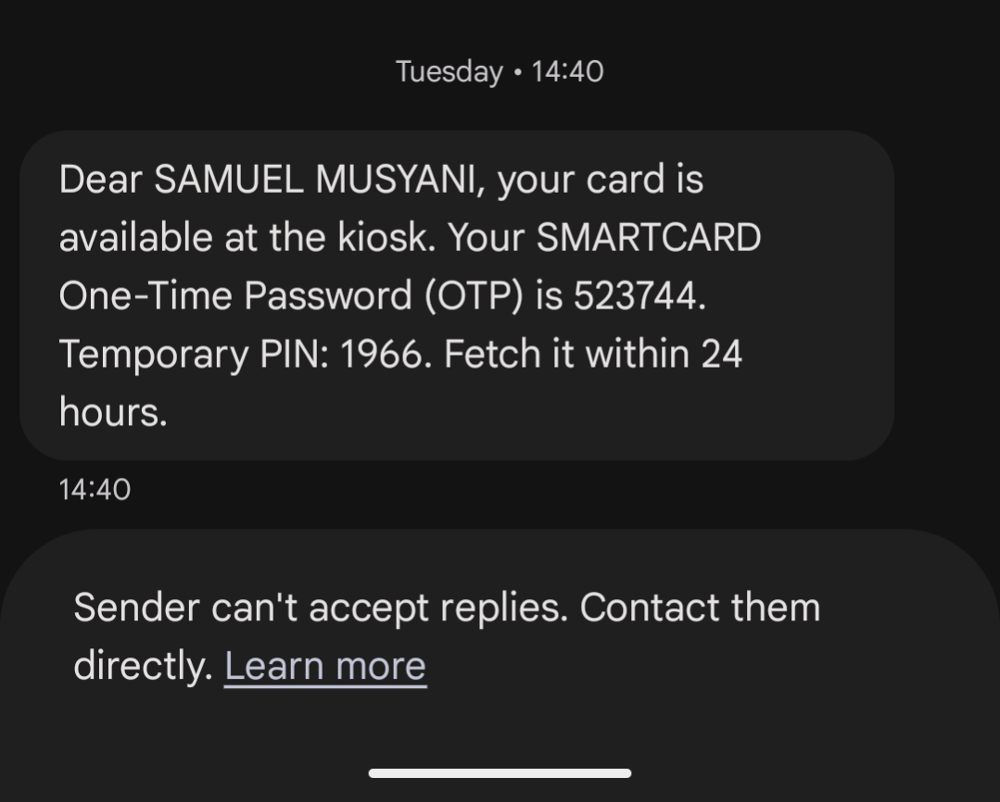 Tuesday • 14:40
Dear SAMUEL MUSYANI, your card is
available at the kiosk. Your SMARTCARD
One-Time Password (OTP) is 523744.
Temporary PIN: 1966. Fetch it within 24
hours.
14:40
Sender can't accept replies. Contact them
directly. Learn more